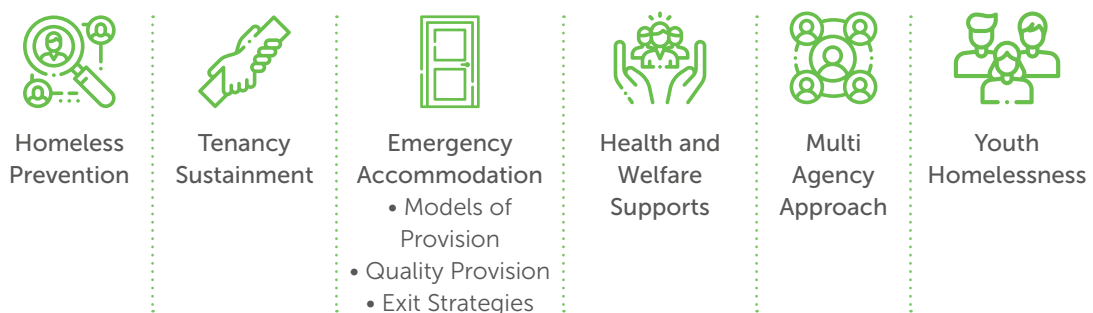 Homeless
Prevention
Tenancy
Sustainment
Emergency
Accommodation
• Models of
Provision
• Quality Provision
• Exit Strategies
Health and
Welfare
Supports
Multi
Agency
Approach
Youth
Homelessness